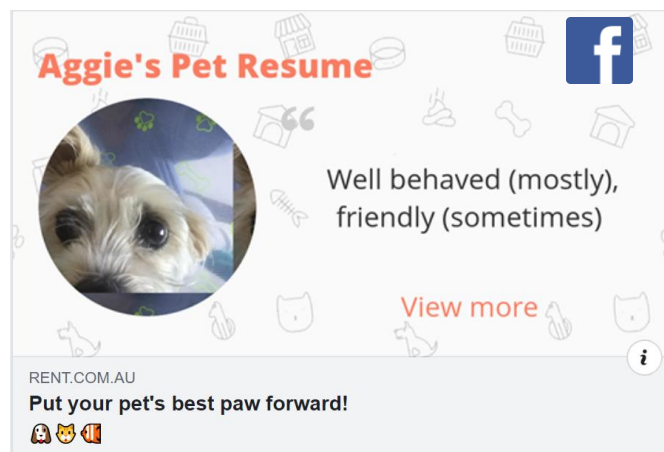 Aggie's Pet Resume
f
“
Well behaved (mostly),
friendly (sometimes)
View more
i
RENT.COM.AU
Put your pet's best paw forward!
🐶🐱🐠